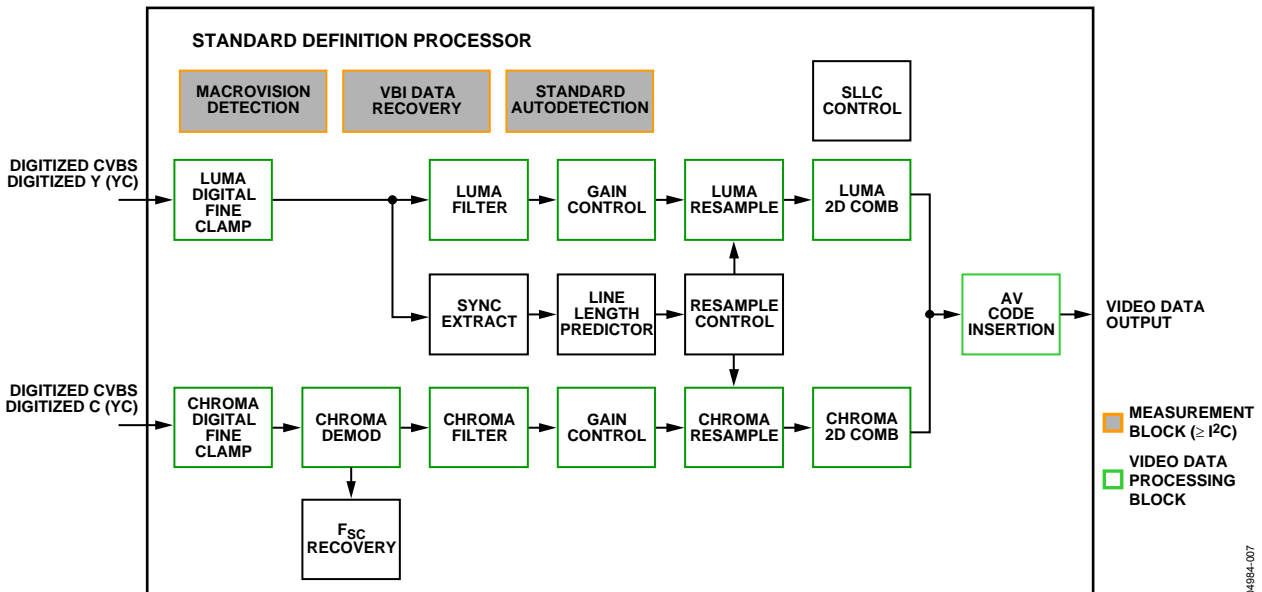 STANDARD DEFINITION PROCESSOR
MACROVISION
DETECTION
VBI DATA
RECOVERY
STANDARD
AUTODETECTION
SLLC
CONTROL
DIGITIZED CVBS
DIGITIZED Y (YC)
LUMA
DIGITAL
FINE
CLAMP
LUMA
FILTER
GAIN
CONTROL
LUMA
RESAMPLE
LUMA
2D COMB
SYNC
EXTRACT
LINE
LENGTH
PREDICTOR
RESAMPLE
CONTROL
AV
CODE
INSERTION
VIDEO DATA
OUTPUT
DIGITIZED CVBS
DIGITIZED C (YC)
CHROMA
DIGITAL
FINE
CLAMP
CHROMA
DEMOD
CHROMA
FILTER
GAIN
CONTROL
CHROMA
RESAMPLE
CHROMA
2D COMB
FSC
RECOVERY
MEASUREMENT
BLOCK (≥ I2C)
VIDEO DATA
PROCESSING
BLOCK
04984-007